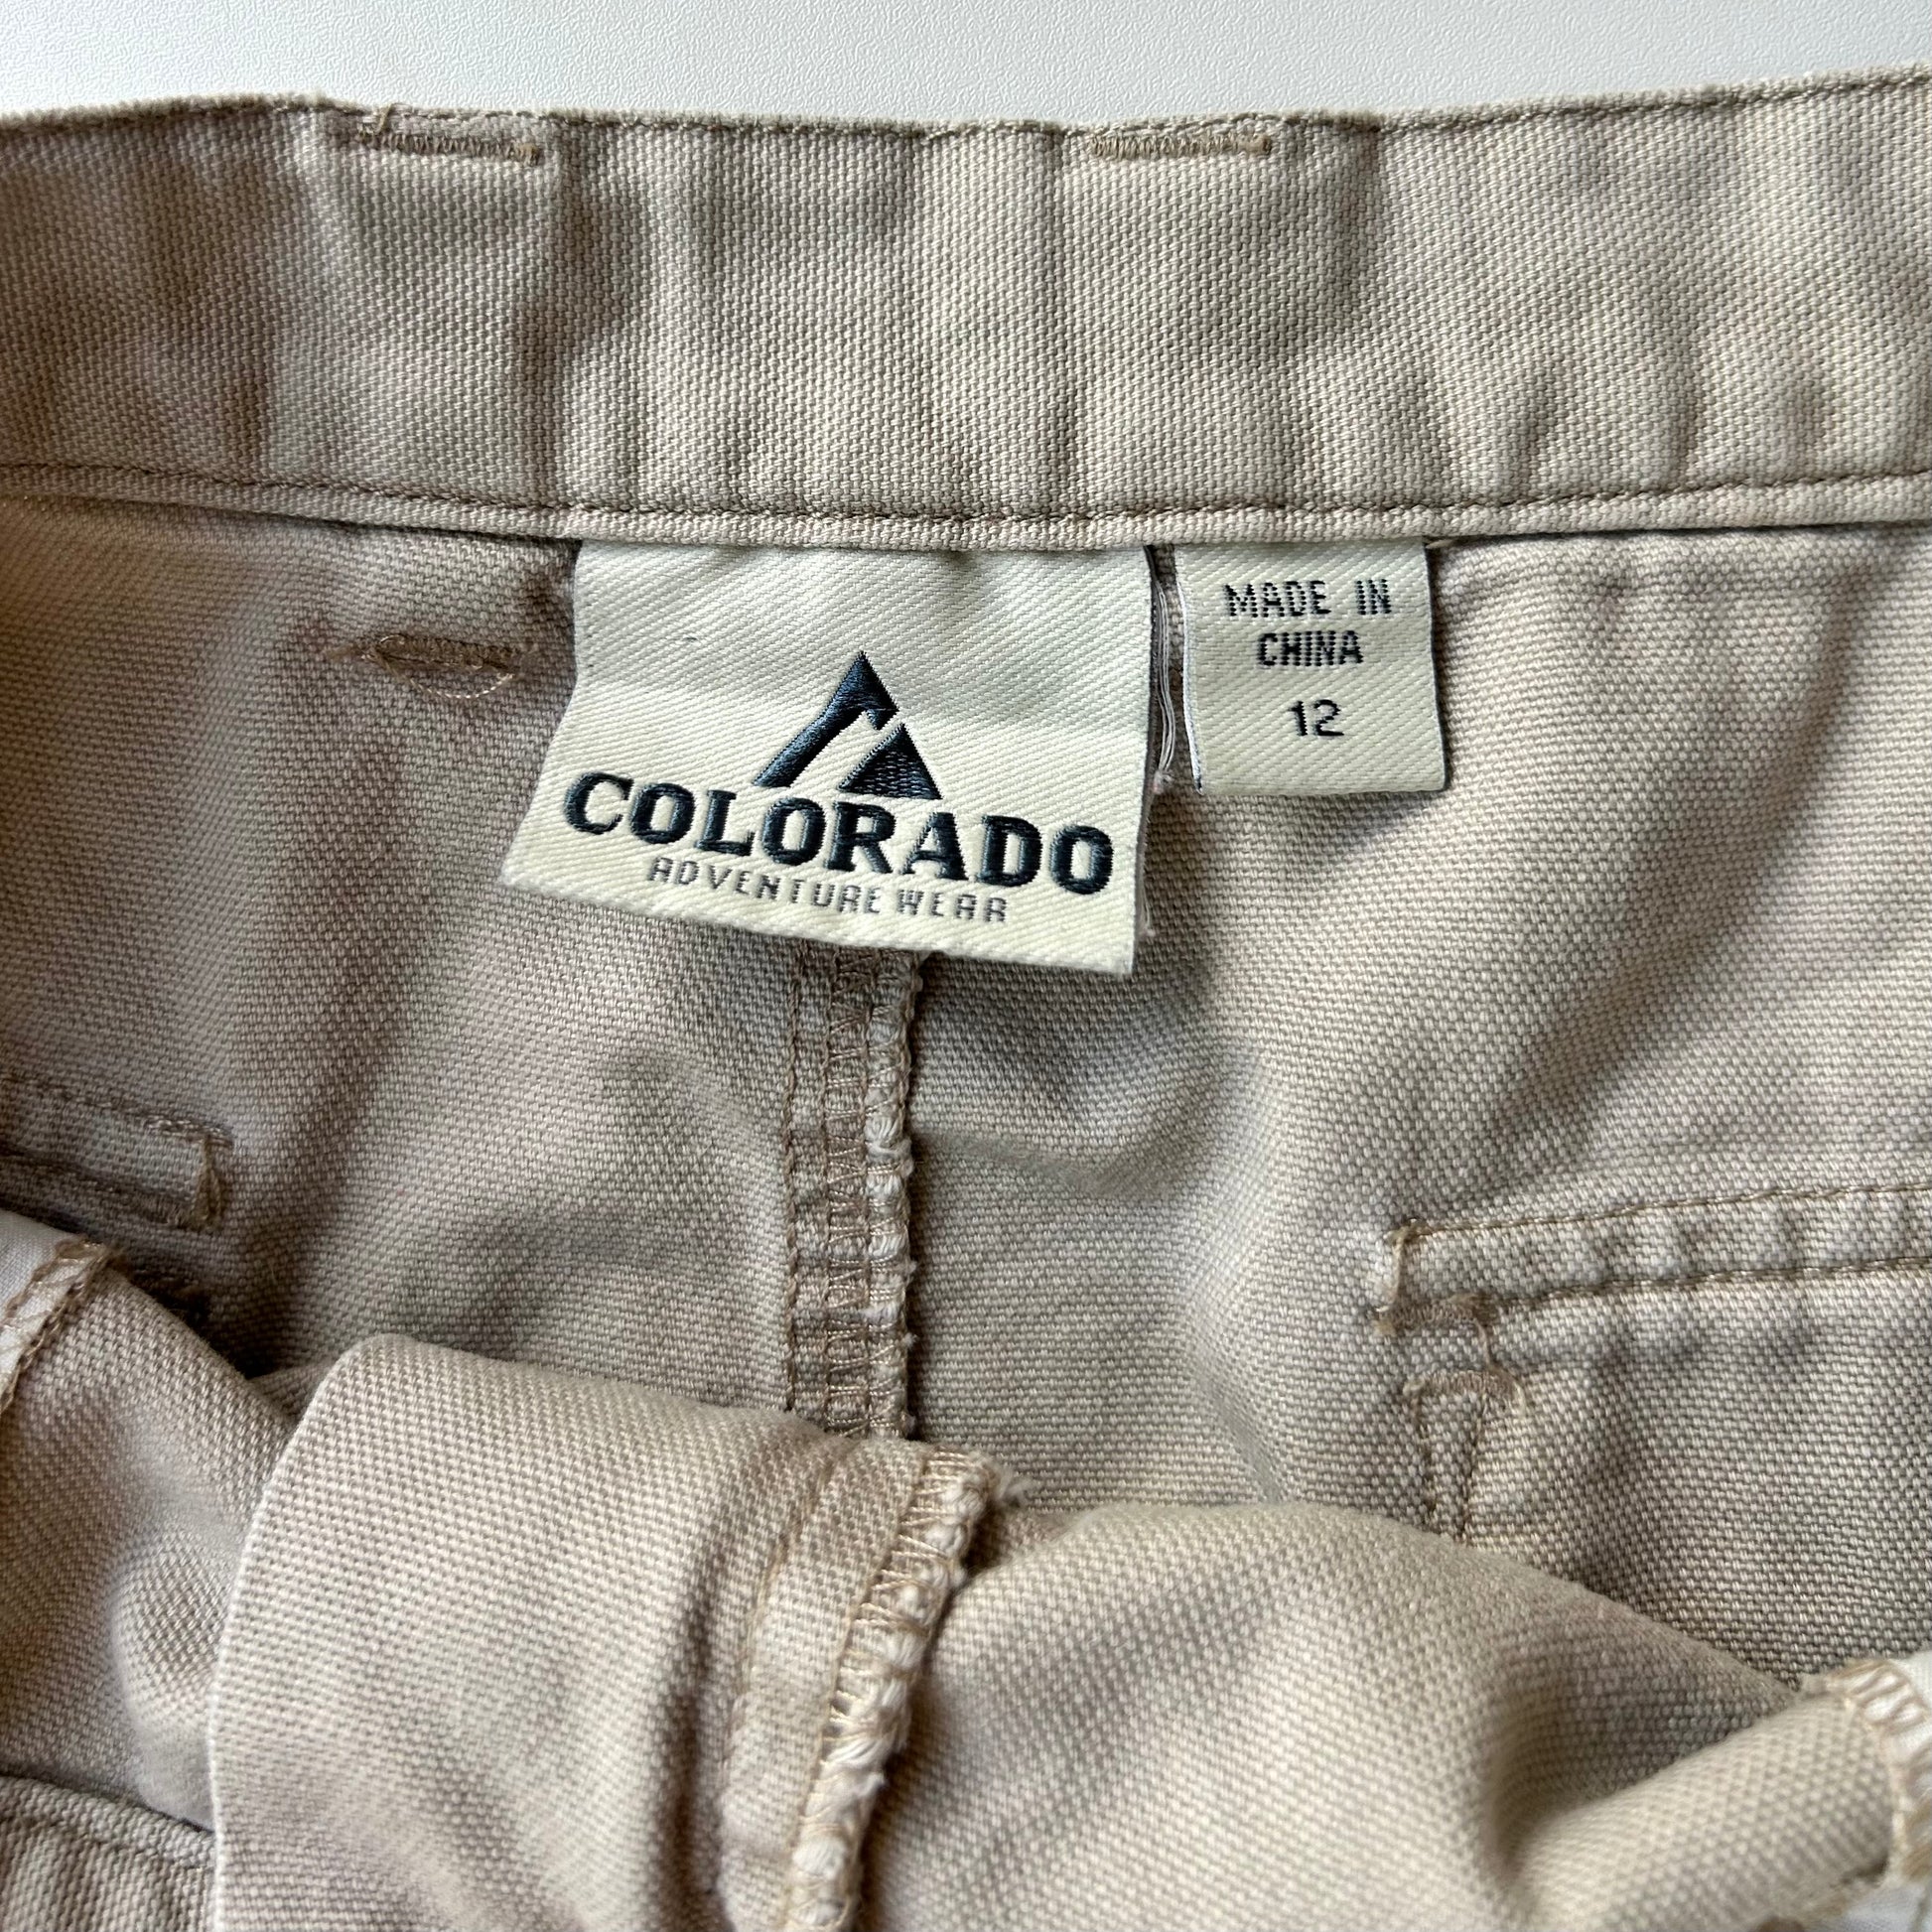 COLORADO
ADVENTURE WEAR
MADE IN
CHINA
12